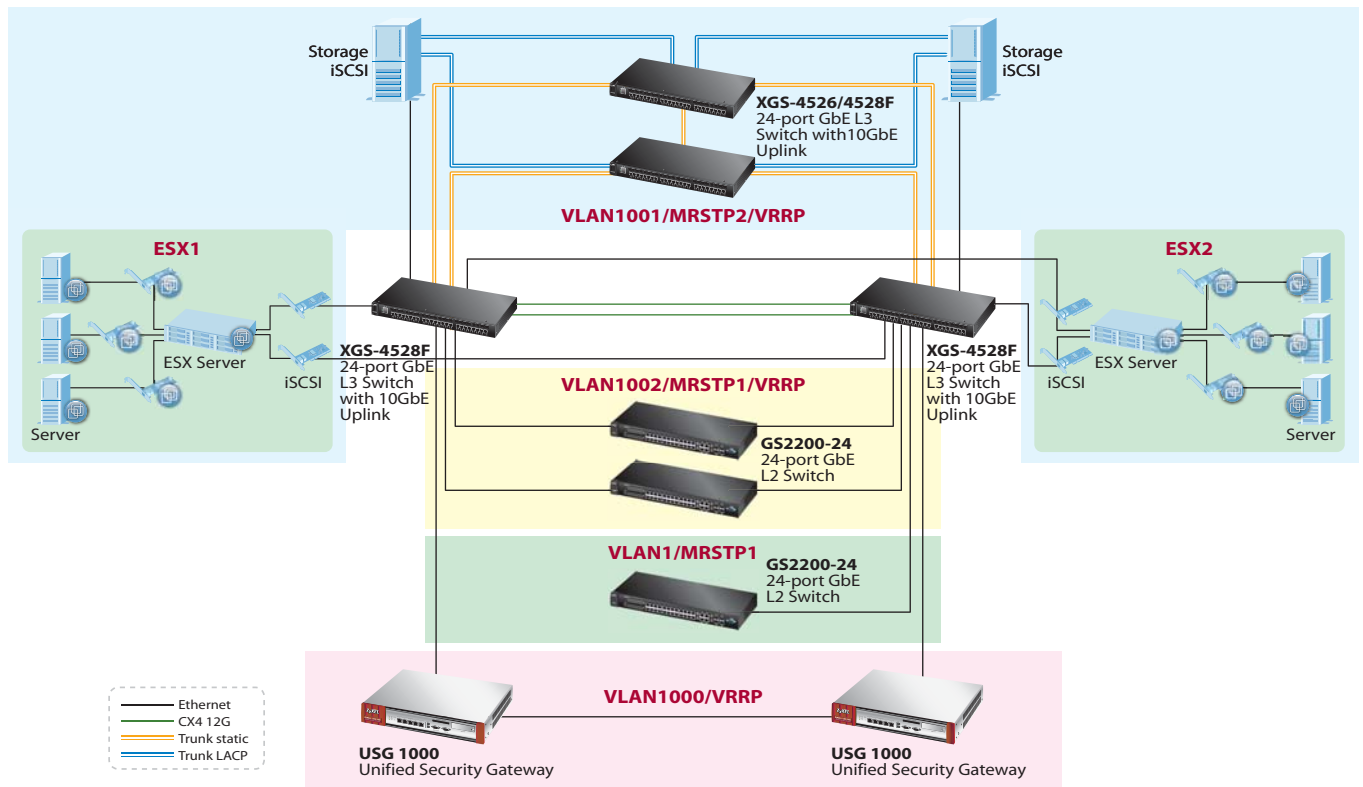 Storage
iSCSI
Storage
iSCSI
XGS-4526/4528F
24-port GbE L3
Switch with10GbE
Uplink
VLAN1001/MRSTP2/VRRP
ESX1
ESX2
ESX Server
iSCSI
Server
XGS-4528F
24-port GbE
L3 Switch
with 10GbE
Uplink
XGS-4528F
24-port GbE
L3 Switch
with 10GbE
Uplink
ESX Server
iSCSI
Server
VLAN1002/MRSTP1/VRRP
GS2200-24
24-port GbE
L2 Switch
VLAN1/MRSTP1
GS2200-24
24-port GbE
L2 Switch
VLAN1000/VRRP
USG 1000
Unified Security Gateway
USG 1000
Unified Security Gateway
Ethernet
CX4 12G
Trunk static
Trunk LACP